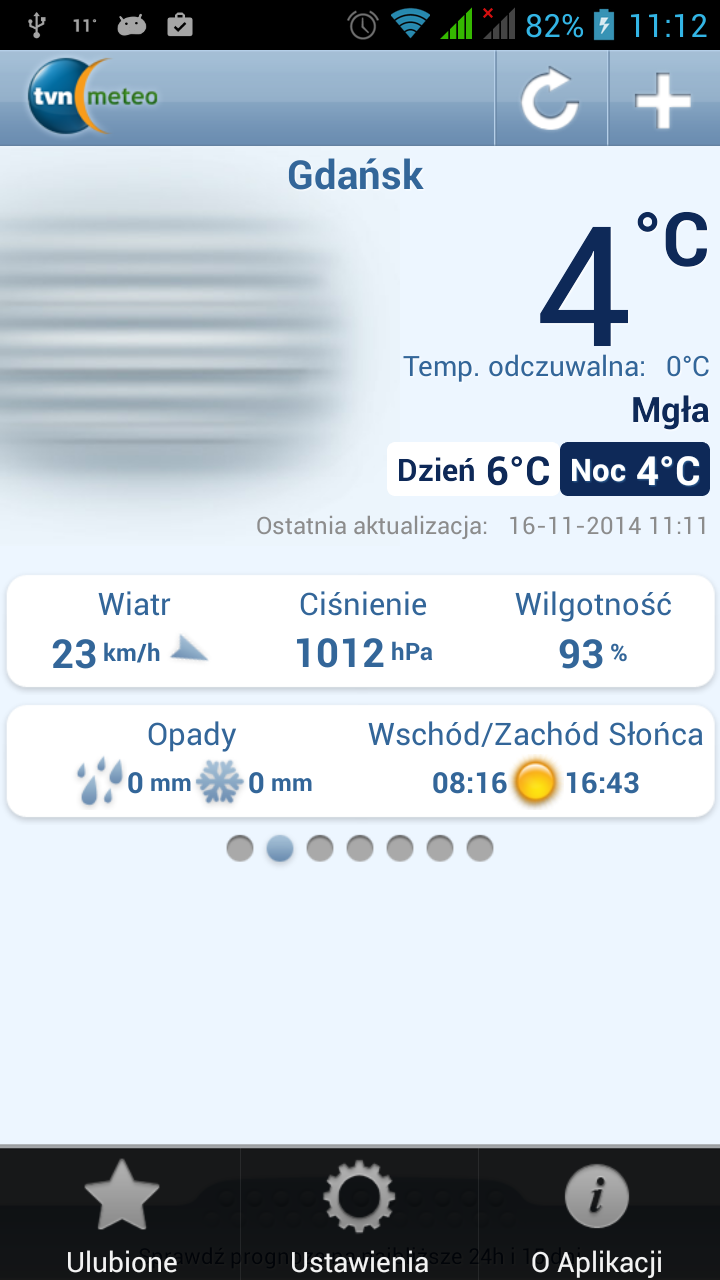 11° 82% 11:12
tvn meteo
Gdańsk
4 °C
Temp. odczuwalna: 0°C
Mgła
Dzień 6°C Noc 4°C
Ostatnia aktualizacja: 16-11-2014 11:11
Wiatr Ciśnienie Wilgotność
23 km/h 1012 hPa 93 %
Opady Wschód/Zachód Słońca
0 mm 0 mm 08:16 16:43
Ulubione Ustawienia O Aplikacji